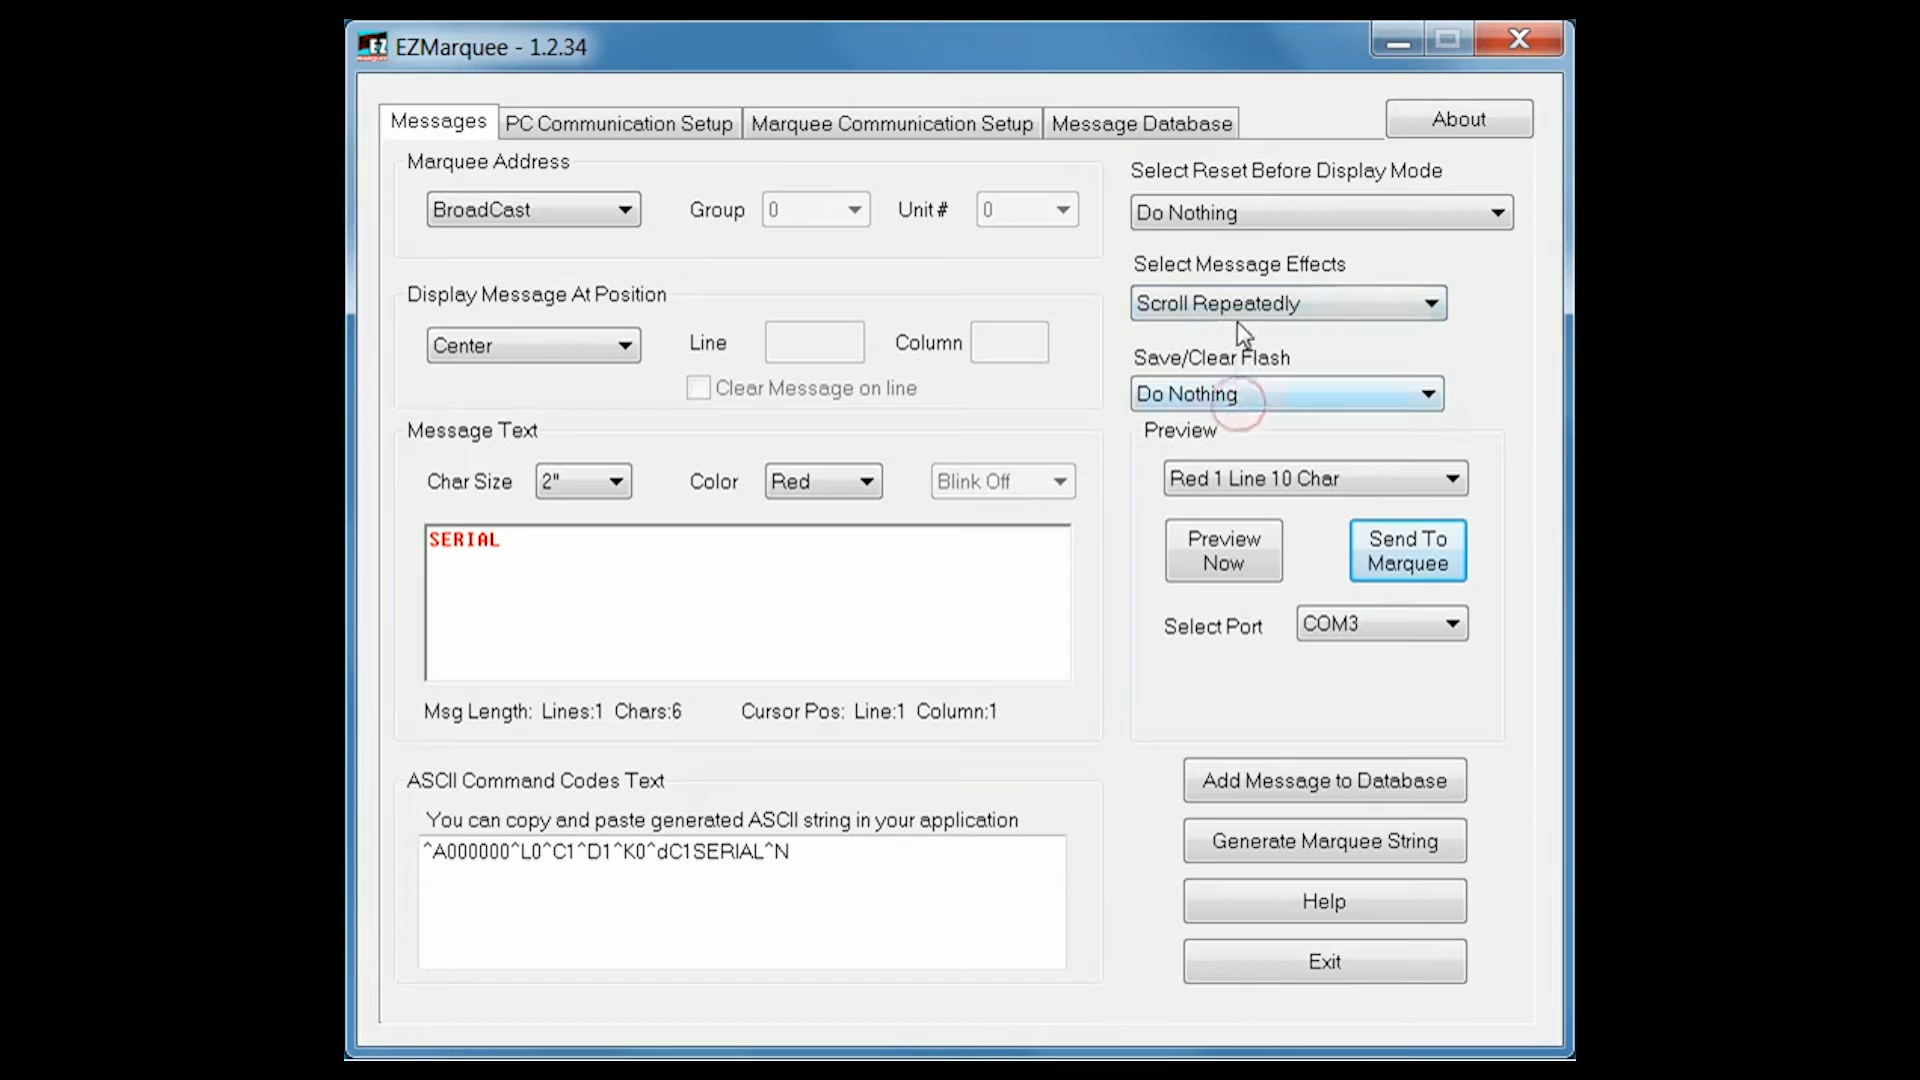 EZMarquee - 1.2.34
Messages
PC Communication Setup
Marquee Communication Setup
Message Database
About
Marquee Address
BroadCast
Group
0
Unit #
0
Select Reset Before Display Mode
Do Nothing
Select Message Effects
Scroll Repeatedly
Display Message At Position
Center
Line
Column
Clear Message on line
Save/Clear Flash
Do Nothing
Message Text
Char Size
2"
Color
Red
Blink Off
SERIAL
Msg Length: Lines:1 Chars:6
Cursor Pos: Line:1 Column:1
Preview
Red 1 Line 10 Char
Preview
Now
Send To
Marquee
Select Port
COM3
ASCII Command Codes Text
You can copy and paste generated ASCII string in your application
^A000000^L0^C1^D1^K0^dC1SERIAL^N
Add Message to Database
Generate Marquee String
Help
Exit